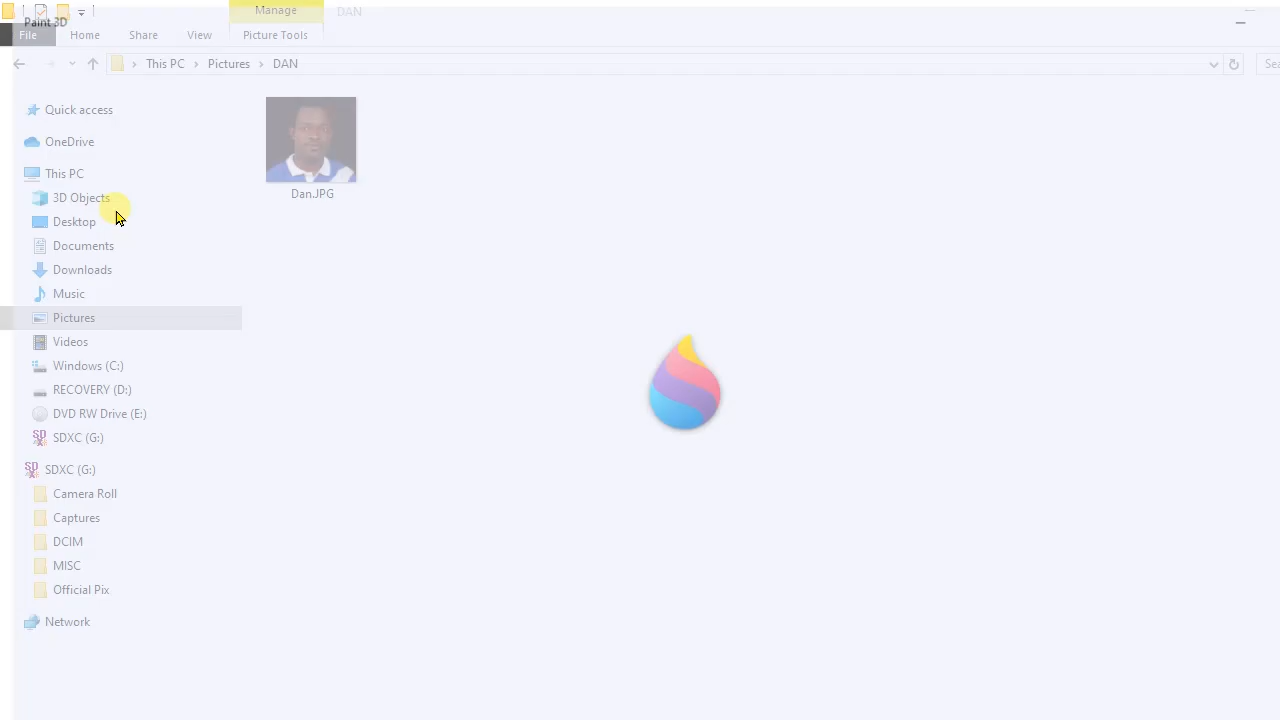 Paint 3D
Manage
DAN
File
Home
Share
View
Picture Tools
This PC
Pictures
DAN
Quick access
OneDrive
This PC
3D Objects
Desktop
Documents
Downloads
Music
Pictures
Videos
Windows (C:)
RECOVERY (D:)
DVD RW Drive (E:)
SDXC (G:)
SDXC (G:)
Camera Roll
Captures
DCIM
MISC
Official Pix
Network
Dan.JPG